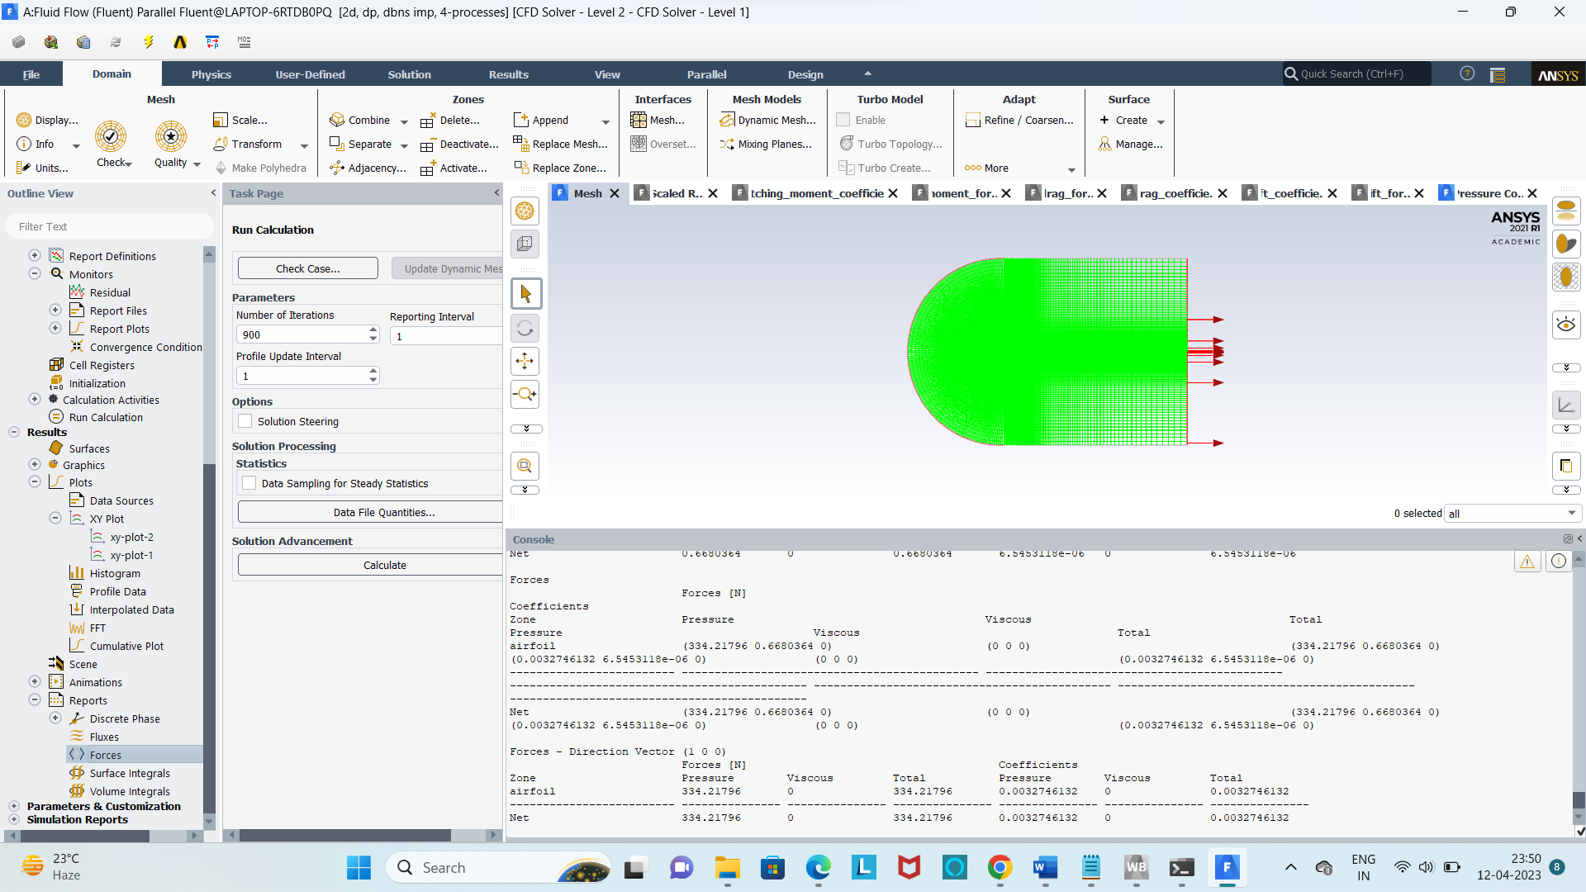 A:Fluid Flow (Fluent) Parallel Fluent@LAPTOP-6RTDB0PQ [2d, dp, dbns imp, 4-processes] [CFD Solver - Level 2 - CFD Solver - Level 1]
File Domain Physics User-Defined Solution Results View Parallel Design Quick Search (Ctrl+F) ANSYS
Mesh Zones Interfaces Mesh Models Turbo Model Adapt Surface
Display... Scale... Combine Delete... Append Mesh... Dynamic Mesh... Enable Refine / Coarsen... Create
Info Transform Separate Deactivate... Replace Mesh... Overset... Mixing Planes... Turbo Topology... Manage...
Check Quality
Units... Make Polyhedra Adjacency... Activate... Replace Zone... Turbo Create... More
Outline View
Filter Text
Report Definitions
Monitors
Residual
Report Files
Report Plots
Convergence Condition
Cell Registers
Initialization
Calculation Activities
Run Calculation
Results
Surfaces
Graphics
Plots
Data Sources
XY Plot
xy-plot-2
xy-plot-1
Histogram
Profile Data
Interpolated Data
FFT
Cumulative Plot
Scene
Animations
Reports
Discrete Phase
Fluxes
Forces
Surface Integrals
Volume Integrals
Parameters & Customization
Simulation Reports
Task Page
Run Calculation
Check Case... Update Dynamic Mes
Parameters
Number of Iterations Reporting Interval
900 1
Profile Update Interval
1
Options
Solution Steering
Solution Processing
Statistics
Data Sampling for Steady Statistics
Data File Quantities...
Solution Advancement
Calculate
Mesh Scaled R.. tching_moment_coefficie noment_for.. lrag_for.. rag_coefficie. ft_coefficie. ift_for.. Pressure Co..
ANSYS
2021 R1
ACADEMIC
0 selected all
Console
Net 0.6680364 0 0.6680364 6.5453118e-06 0 6.5453118e-06
Forces
Forces [N]
Coefficients
Zone Pressure Viscous Total
Pressure Viscous Total
airfoil (334.21796 0.6680364 0) (0 0 0) (334.21796 0.6680364 0)
(0.0032746132 6.5453118e-06 0) (0 0 0) (0.0032746132 6.5453118e-06 0)
Net (334.21796 0.6680364 0) (0 0 0) (334.21796 0.6680364 0)
(0.0032746132 6.5453118e-06 0) (0 0 0) (0.0032746132 6.5453118e-06 0)
Forces - Direction Vector (1 0 0)
Forces [N] Coefficients
Zone Pressure Viscous Total Pressure Viscous Total
airfoil 334.21796 0 334.21796 0.0032746132 0 0.0032746132
Net 334.21796 0 334.21796 0.0032746132 0 0.0032746132
23°C
Haze
Search
ENG
IN
23:50
12-04-2023
8